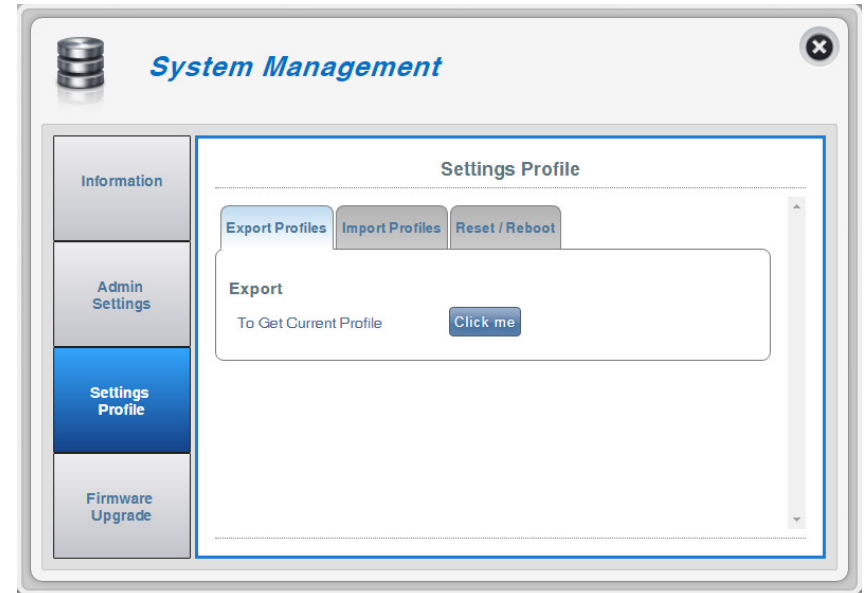 System Management
Information
Admin
Settings
Settings
Profile
Firmware
Upgrade
Settings Profile
Export Profiles
Import Profiles
Reset / Reboot
Export
To Get Current Profile
Click me